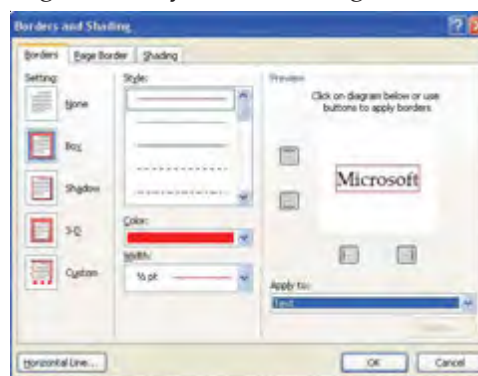 Borders and Shading
Borders Page Border Shading
Setting:
None
Box
Shadow
3-D
Custom
Style:
Color:
Width:
½ pt
Preview
Click on diagram below or use
buttons to apply borders
Microsoft
Apply to:
Text
Horizontal Line...
OK Cancel